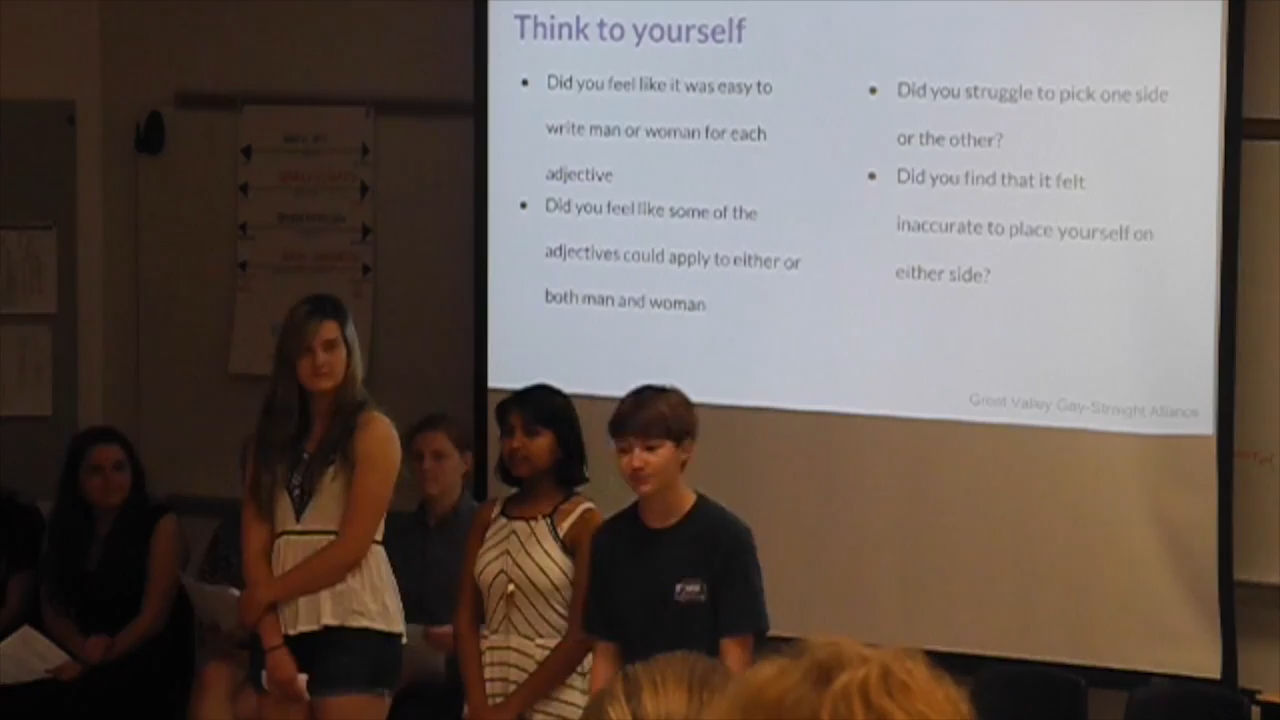 Think to yourself
• Did you feel like it was easy to
write man or woman for each
adjective
• Did you feel like some of the
adjectives could apply to either or
both man and woman
• Did you struggle to pick one side
or the other?
• Did you find that it felt
inaccurate to place yourself on
either side?
Great Valley Gay-Straight Alliance